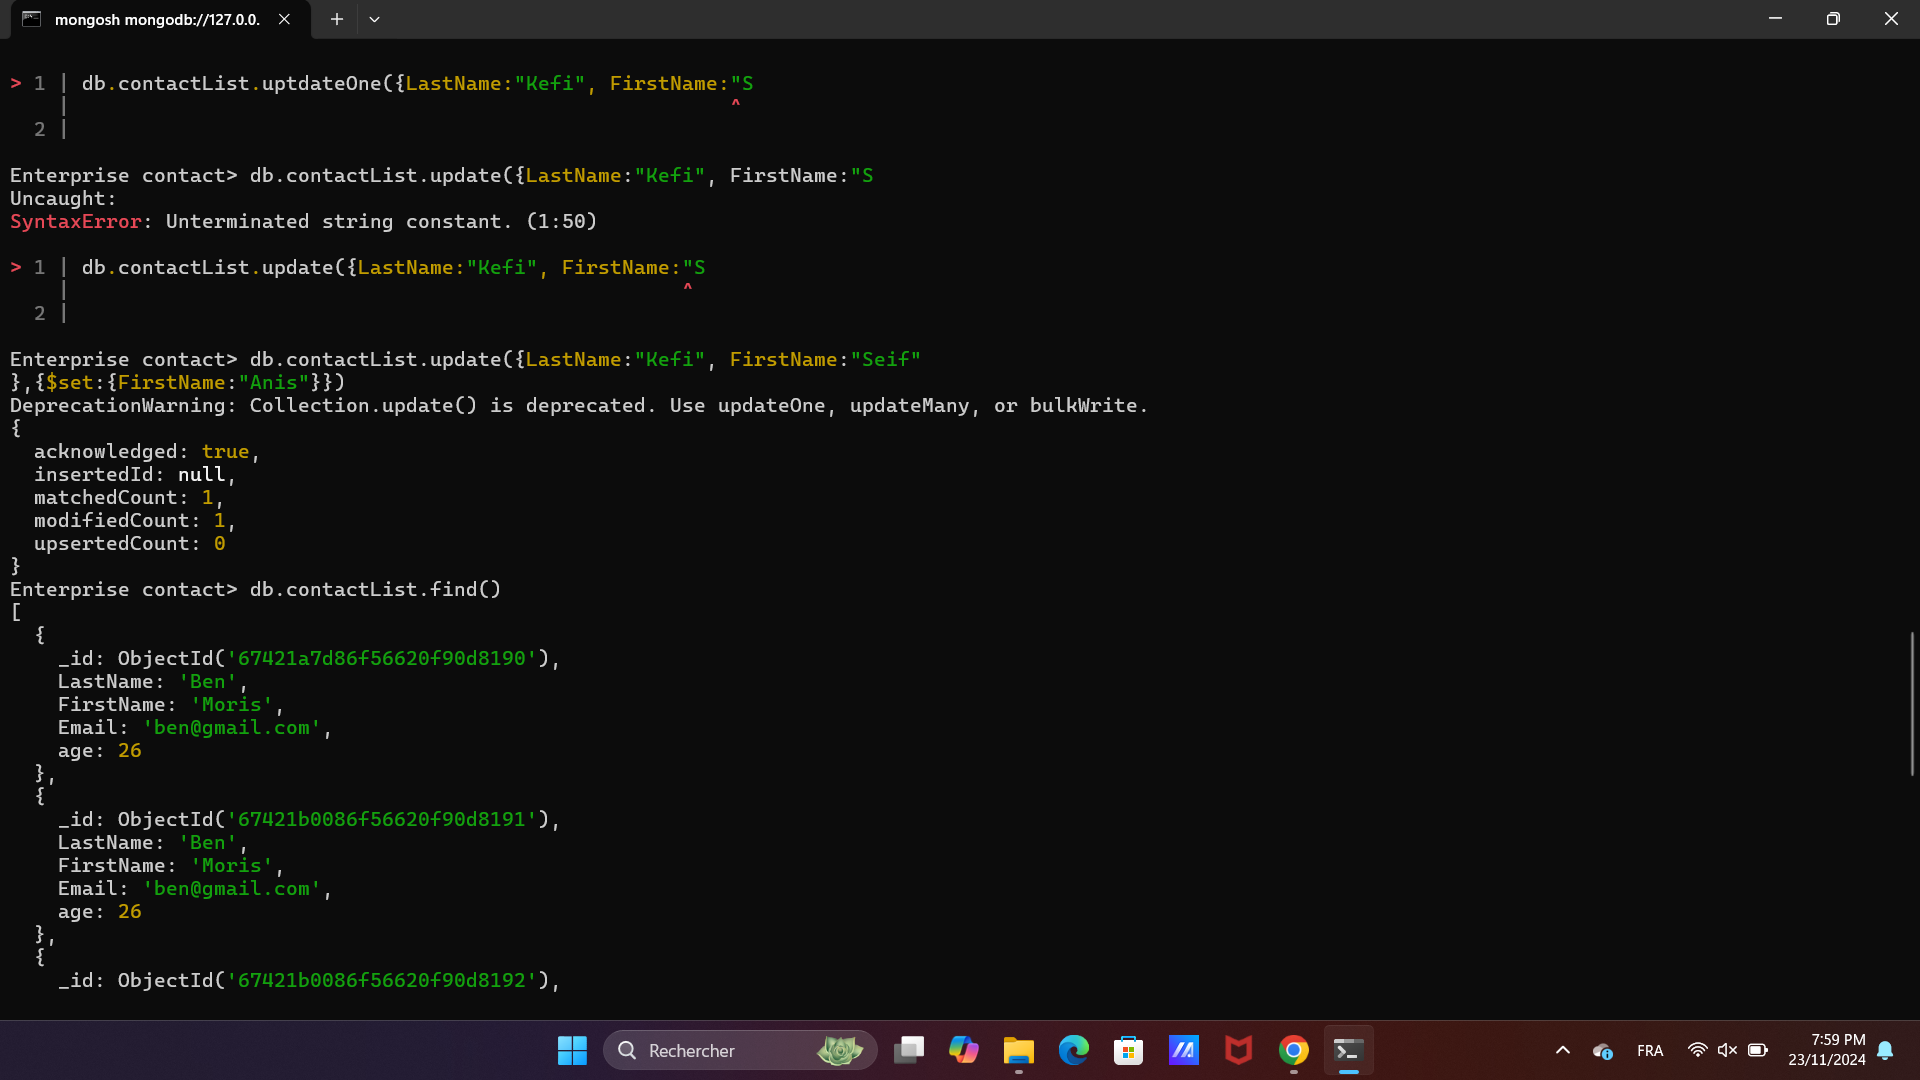 mongosh mongodb://127.0.0.
> 1 | db.contactList.uptdateOne({LastName:"Kefi", FirstName:"S
| ^
2 |
Enterprise contact> db.contactList.update({LastName:"Kefi", FirstName:"S
Uncaught:
SyntaxError: Unterminated string constant. (1:50)
> 1 | db.contactList.update({LastName:"Kefi", FirstName:"S
| ^
2 |
Enterprise contact> db.contactList.update({LastName:"Kefi", FirstName:"Seif"
},{$set:{FirstName:"Anis"}})
DeprecationWarning: Collection.update() is deprecated. Use updateOne, updateMany, or bulkWrite.
{
acknowledged: true,
insertedId: null,
matchedCount: 1,
modifiedCount: 1,
upsertedCount: 0
}
Enterprise contact> db.contactList.find()
[
{
_id: ObjectId('67421a7d86f56620f90d8190'),
LastName: 'Ben',
FirstName: 'Moris',
Email: 'ben@gmail.com',
age: 26
},
{
_id: ObjectId('67421b0086f56620f90d8191'),
LastName: 'Ben',
FirstName: 'Moris',
Email: 'ben@gmail.com',
age: 26
},
{
_id: ObjectId('67421b0086f56620f90d8192'),
Rechercher
FRA
7:59 PM
23/11/2024